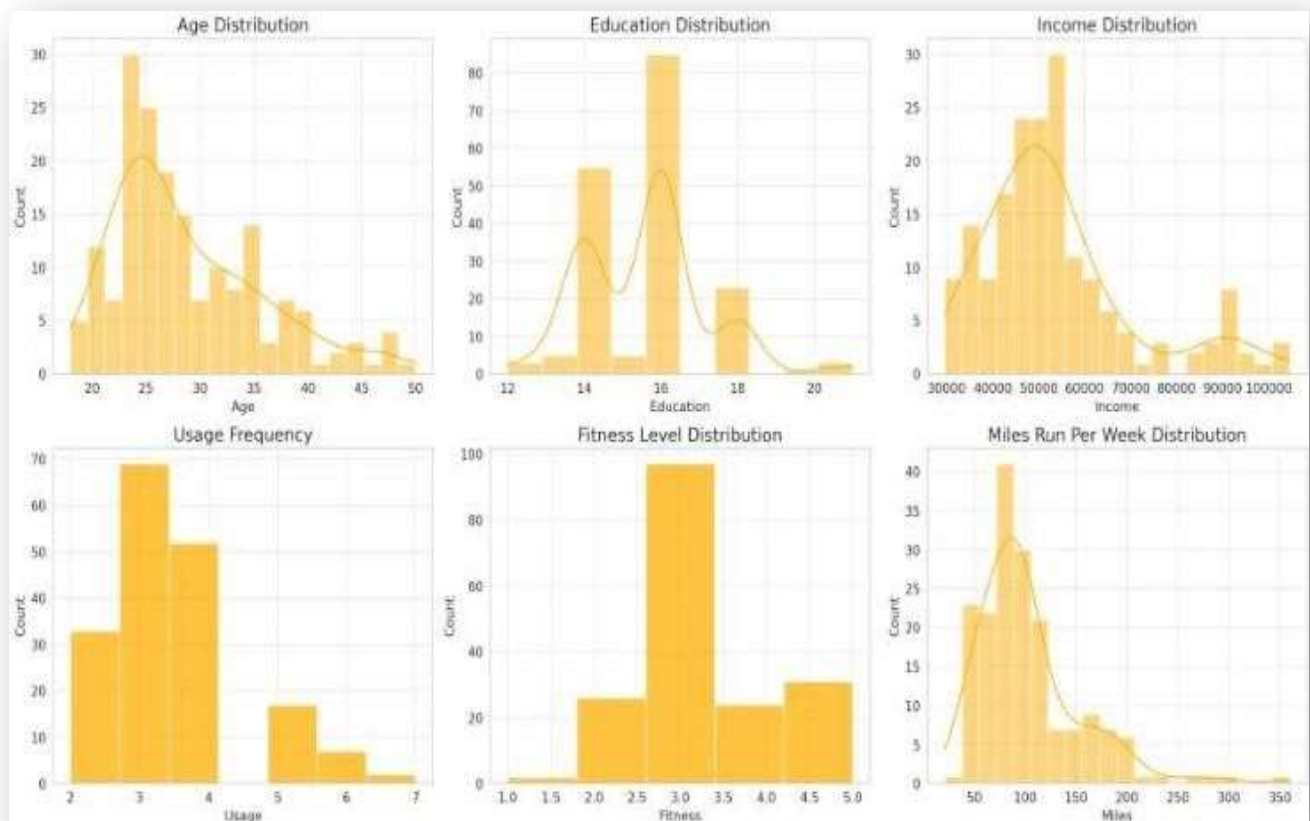 Age Distribution
30
25
20
15
10
5
0
Count
20 25 30 35 40 45 50
Age
Education Distribution
80
70
60
50
40
30
20
10
0
Count
12 14 16 18 20
Education
Income Distribution
30
25
20
15
10
5
0
Count
30000 40000 50000 60000 70000 80000 90000 100000
Income
Usage Frequency
70
60
50
40
30
20
10
0
Count
2 3 4 5 6 7
Usage
Fitness Level Distribution
100
80
60
40
20
0
Count
1.0 1.5 2.0 2.5 3.0 3.5 4.0 4.5 5.0
Fitness
Miles Run Per Week Distribution
40
35
30
25
20
15
10
5
0
Count
50 100 150 200 250 300 350
Miles